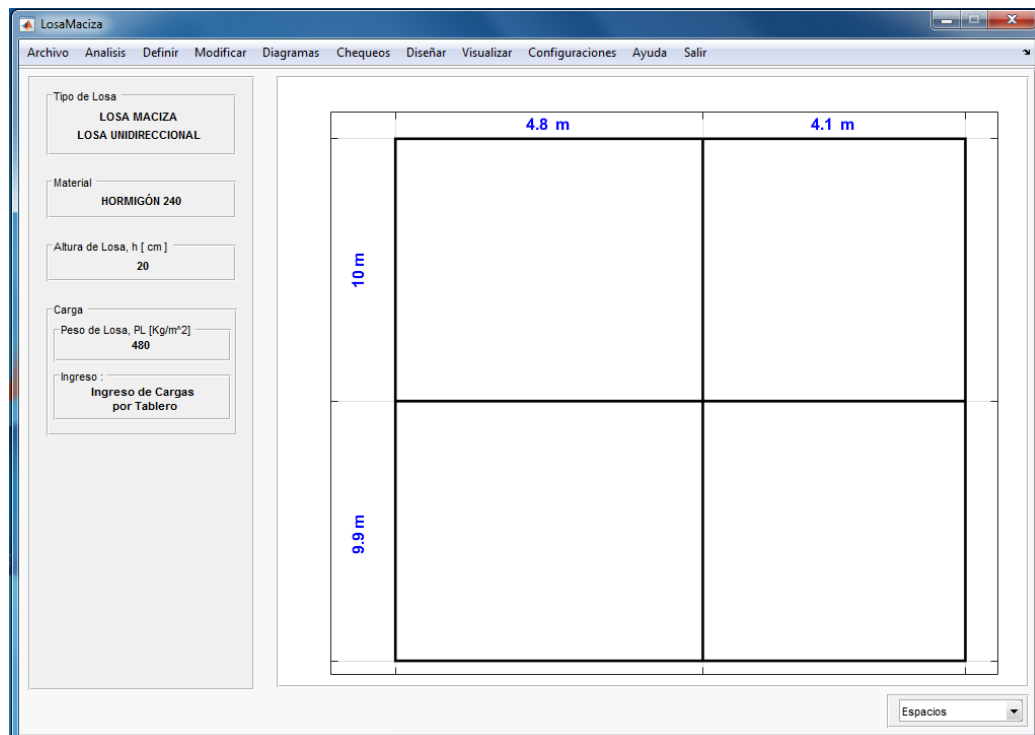 LosaMaciza
Archivo Analisis Definir Modificar Diagramas Chequeos Diseñar Visualizar Configuraciones Ayuda Salir
Tipo de Losa
LOSA MACIZA
LOSA UNIDIRECCIONAL
Material
HORMIGÓN 240
Altura de Losa, h [ cm ]
20
Carga
Peso de Losa, PL [Kg/m^2]
480
Ingreso :
Ingreso de Cargas
por Tablero
4.8 m 4.1 m
10 m
9.9 m
Espacios